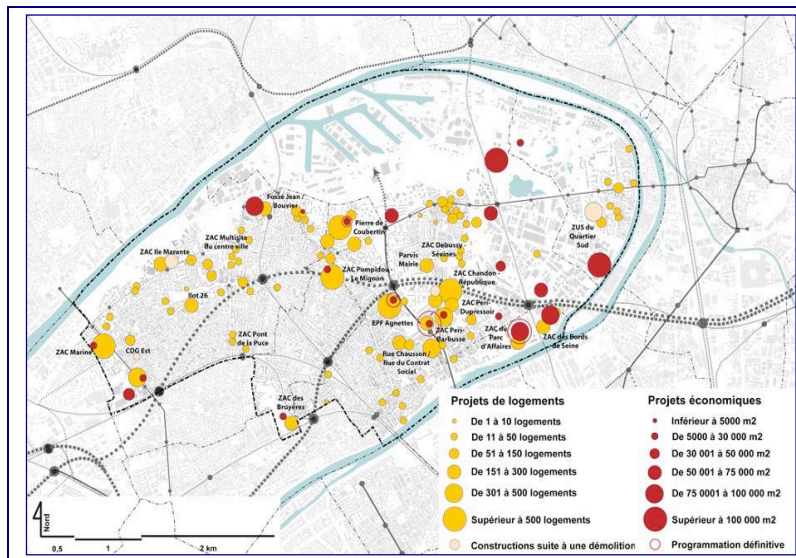 Fossé Jean /
Bouvier
Pierre de
Coubertin
ZAC Multisite
du centre ville
ZAC Ile Marante
ZUS du
Quartier
Sud
Parvis
Mairie
ZAC Debussy
Sévines
ZAC Pompidou
Le Mignon
ZAC Chandon
République
Ilot 26
EPF Agnettes
ZAC Peri-
Dupressoir
ZAC Peri-
Barbusse
ZAC du
Parc
d'Affaires
ZAC des Bords
de Seine
ZAC Pont
de la Puce
ZAC Marine
CDG Est
Rue Chausson /
Rue du Contrat
Social
ZAC des
Bruyères
Projets de logements
De 1 à 10 logements
De 11 à 50 logements
De 51 à 150 logements
De 151 à 300 logements
De 301 à 500 logements
Supérieur à 500 logements
Constructions suite à une démolition
Projets économiques
Inférieur à 5000 m2
De 5000 à 30 000 m2
De 30 001 à 50 000 m2
De 50 001 à 75 000 m2
De 75 0001 à 100 000 m2
Supérieur à 100 000 m2
Programmation définitive
Nord
0,5 1 2 km